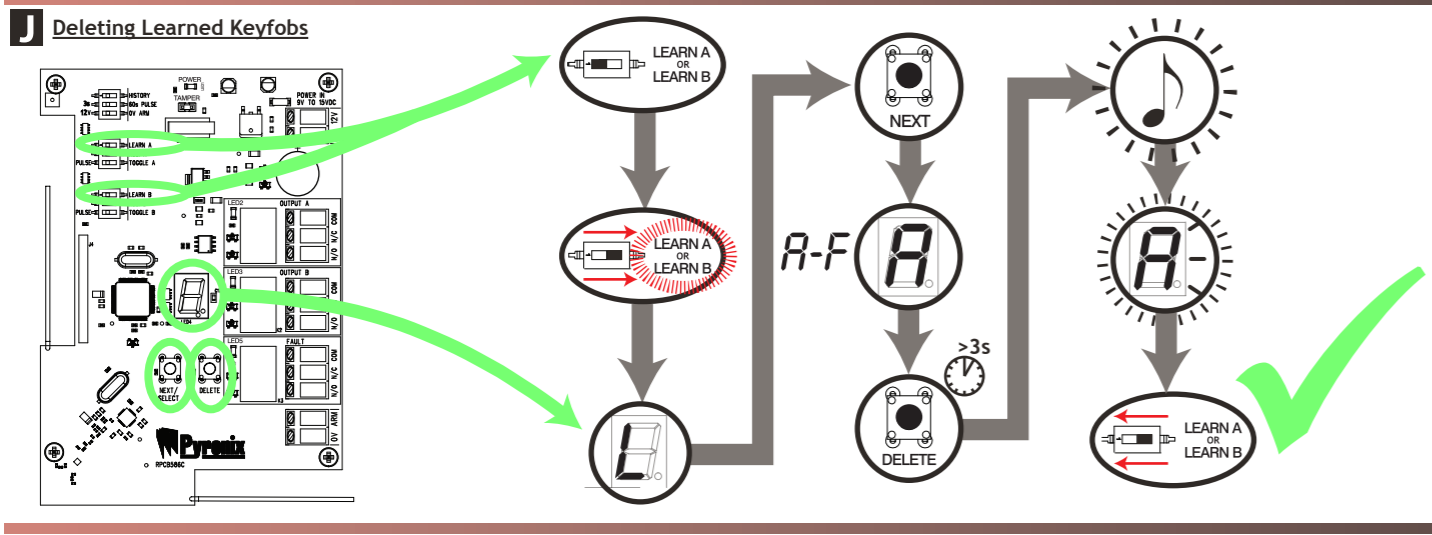 J Deleting Learned Keyfobs
POWER
TAMPER
HISTORY
3s 60s PULSE
12V 0V ARM
LEARN A
PULSE TOGGLE A
LEARN B
PULSE TOGGLE B
POWER IN
9V TO 15VDC
12V
J4
LED2 OUTPUT A
N/O N/C COM
LED3 OUTPUT B
N/O COM
LED5 FAULT
N/O N/C COM
0V ARM
NEXT/
SELECT
DELETE
Pyronix
RPCB586C
LEARN A
OR
LEARN B
LEARN A
OR
LEARN B
L
NEXT
A-F
A
>3s
DELETE
A
LEARN A
OR
LEARN B